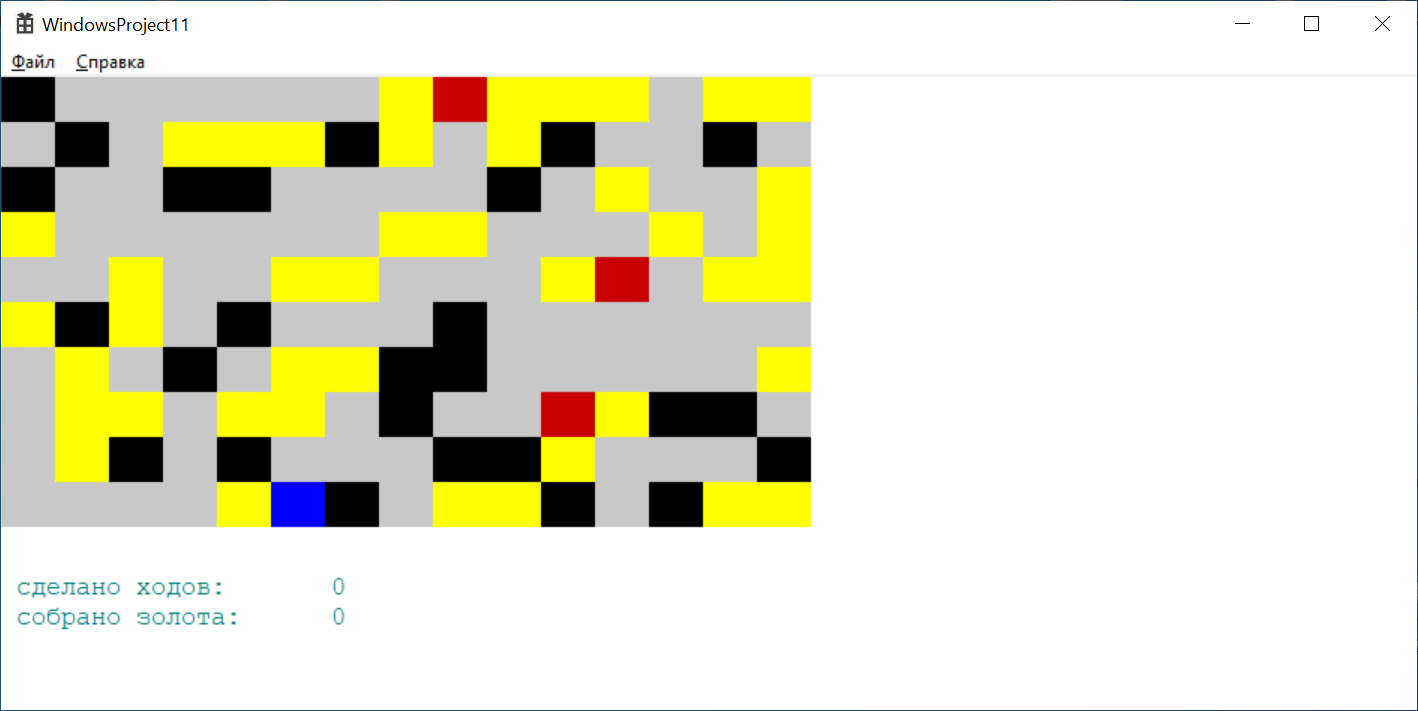 WindowsProject11
Файл Справка
сделано ходов: 0
собрано золота: 0